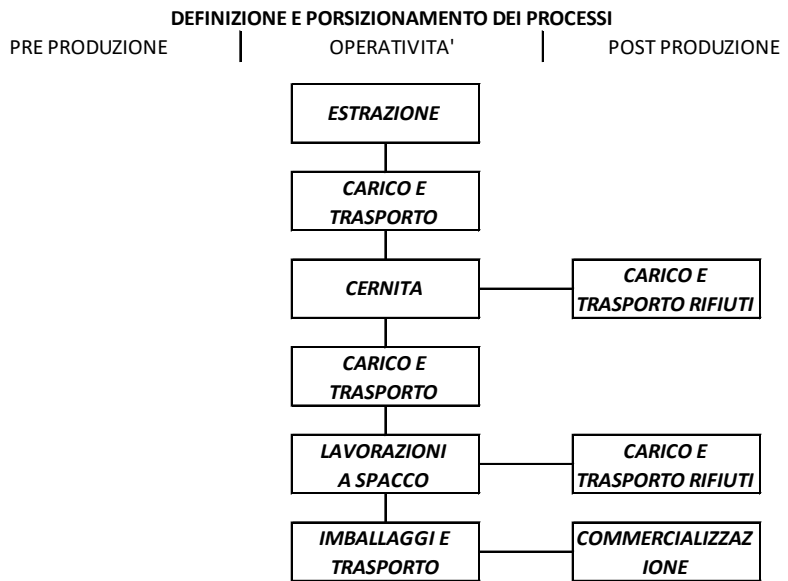 DEFINIZIONE E PORSIZIONAMENTO DEI PROCESSI
PRE PRODUZIONE
OPERATIVITA'
POST PRODUZIONE
ESTRAZIONE
CARICO E
TRASPORTO
CERNITA
CARICO E
TRASPORTO RIFIUTI
CARICO E
TRASPORTO
LAVORAZIONI
A SPACCO
CARICO E
TRASPORTO RIFIUTI
IMBALLAGGI E
TRASPORTO
COMMERCIALIZZAZ
IONE